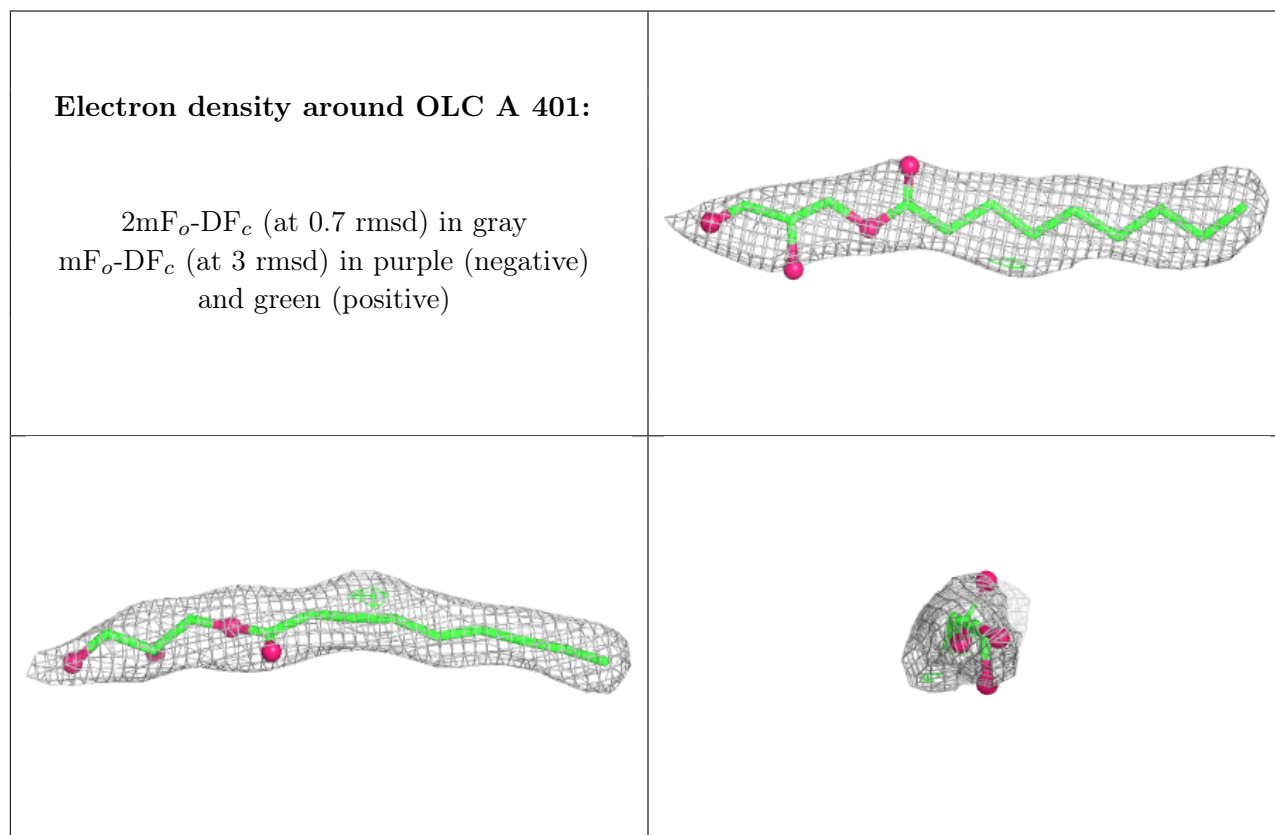 Electron density around OLC A 401:
2mFo-DFc (at 0.7 rmsd) in gray
mFo-DFc (at 3 rmsd) in purple (negative)
and green (positive)